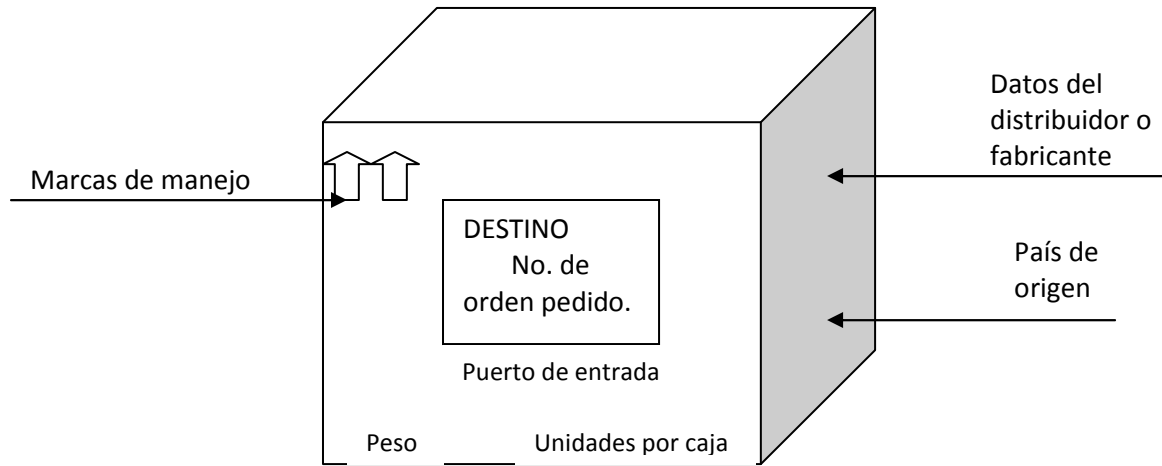 Datos del
distribuidor o
fabricante
Marcas de manejo
DESTINO
No. de
orden pedido.
País de
origen
Puerto de entrada
Peso
Unidades por caja